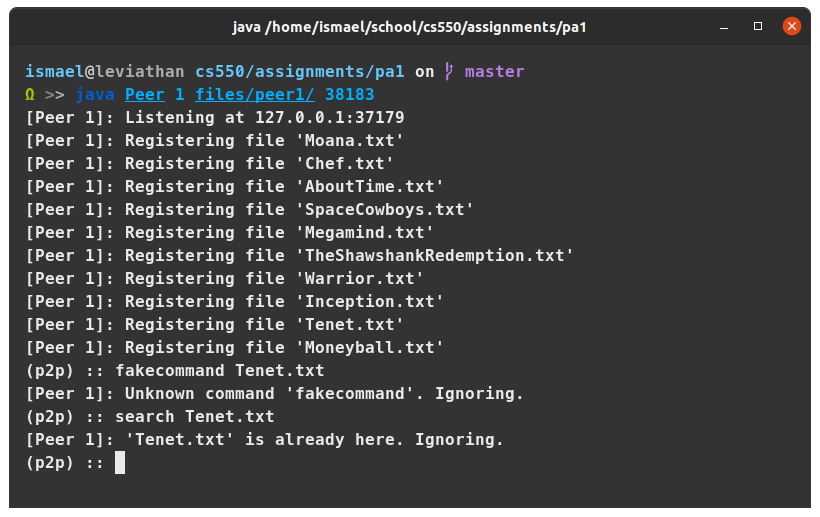 java /home/ismael/school/cs550/assignments/pa1
ismael@leviathan cs550/assignments/pa1 on master
Ω >> java Peer 1 files/peer1/ 38183
[Peer 1]: Listening at 127.0.0.1:37179
[Peer 1]: Registering file 'Moana.txt'
[Peer 1]: Registering file 'Chef.txt'
[Peer 1]: Registering file 'AboutTime.txt'
[Peer 1]: Registering file 'SpaceCowboys.txt'
[Peer 1]: Registering file 'Megamind.txt'
[Peer 1]: Registering file 'TheShawshankRedemption.txt'
[Peer 1]: Registering file 'Warrior.txt'
[Peer 1]: Registering file 'Inception.txt'
[Peer 1]: Registering file 'Tenet.txt'
[Peer 1]: Registering file 'Moneyball.txt'
(p2p) :: fakecommand Tenet.txt
[Peer 1]: Unknown command 'fakecommand'. Ignoring.
(p2p) :: search Tenet.txt
[Peer 1]: 'Tenet.txt' is already here. Ignoring.
(p2p) ::